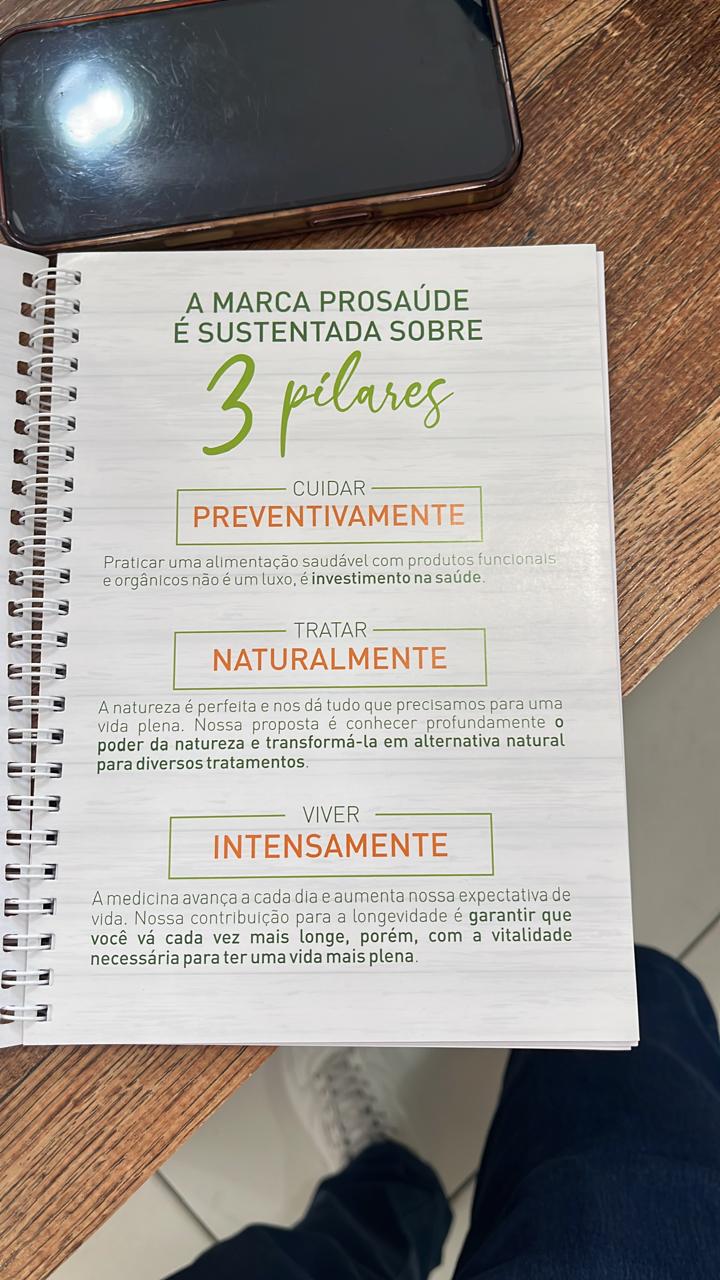 A MARCA PROSAÚDE
É SUSTENTADA SOBRE
3 pilares
CUIDAR
PREVENTIVAMENTE
Praticar uma alimentação saudável com produtos funcionais
e orgânicos não é um luxo, é investimento na saúde.
TRATAR
NATURALMENTE
A natureza é perfeita e nos dá tudo que precisamos para uma
vida plena. Nossa proposta é conhecer profundamente o
poder da natureza e transformá-la em alternativa natural
para diversos tratamentos.
VIVER
INTENSAMENTE
A medicina avança a cada dia e aumenta nossa expectativa de
vida. Nossa contribuição para a longevidade é garantir que
você vá cada vez mais longe, porém, com a vitalidade
necessária para ter uma vida mais plena.